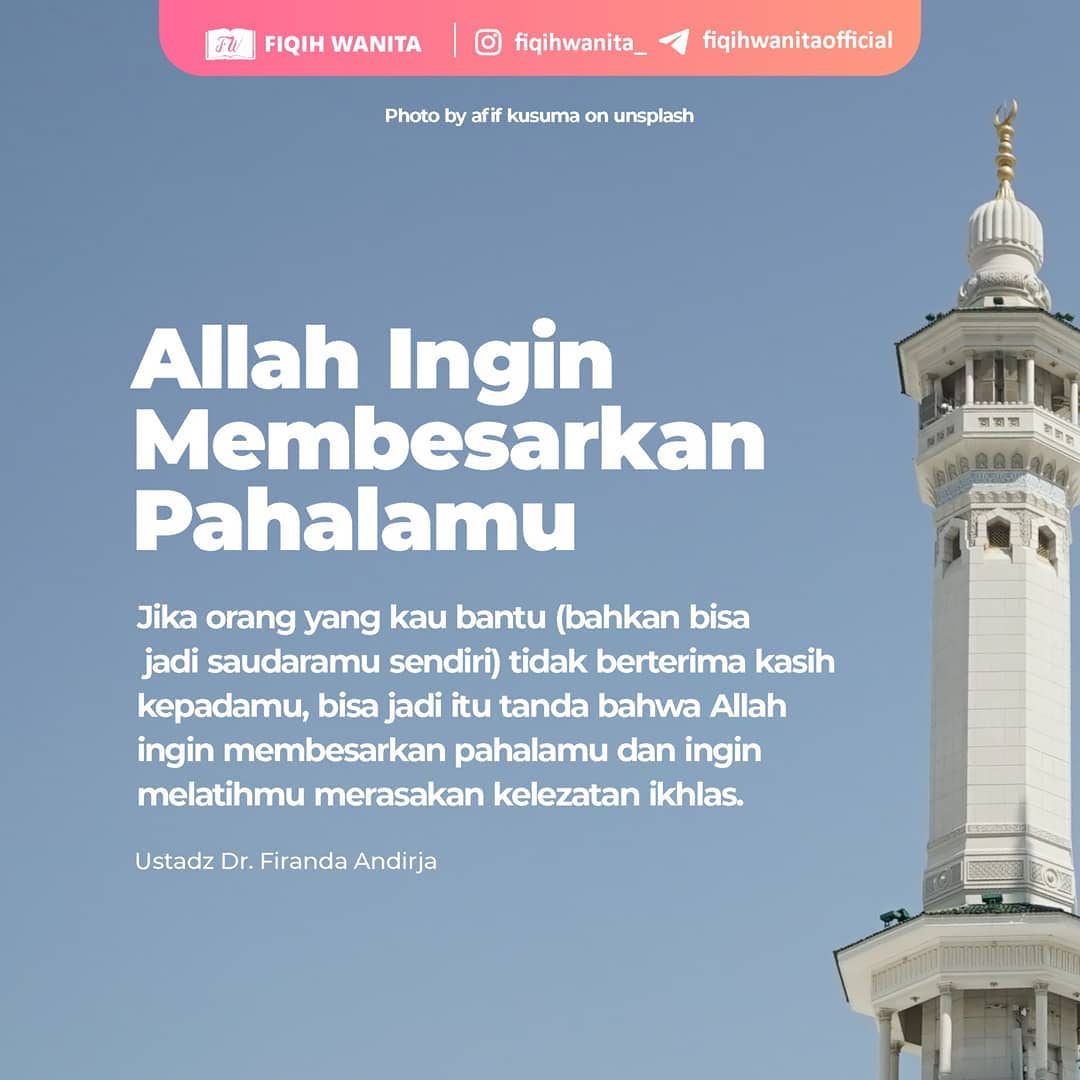 FW FIQIH WANITA fiqihwanita_ fiqihwanitaofficial
Photo by afif kusuma on unsplash
Allah Ingin
Membesarkan
Pahalamu
Jika orang yang kau bantu (bahkan bisa
jadi saudaramu sendiri) tidak berterima kasih
kepadamu, bisa jadi itu tanda bahwa Allah
ingin membesarkan pahalamu dan ingin
melatihmu merasakan kelezatan ikhlas.
Ustadz Dr. Firanda Andirja